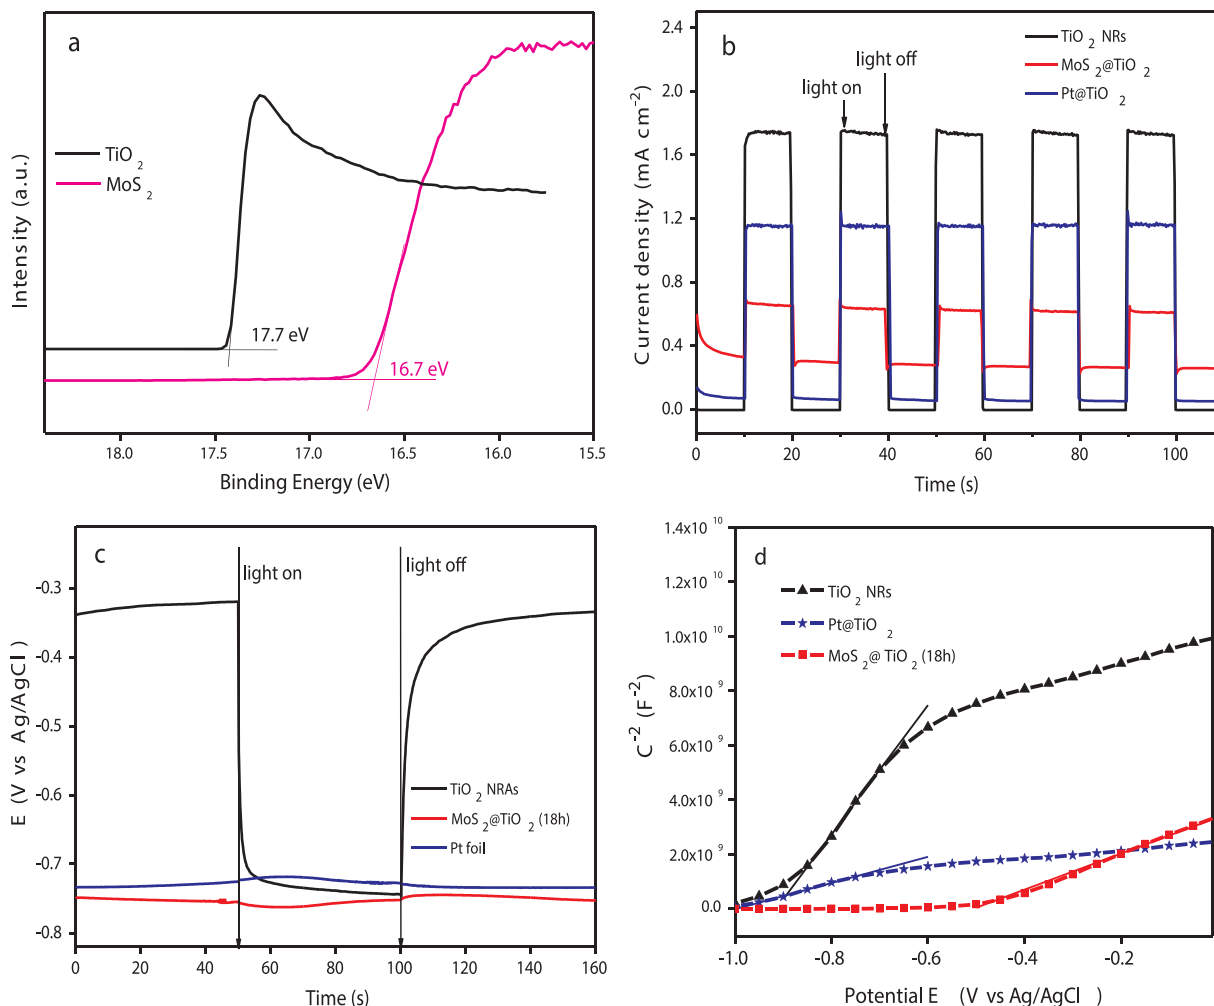 a
Intensity (a.u.)
TiO 2
MoS 2
17.7 eV
16.7 eV
18.0 17.5 17.0 16.5 16.0 15.5
Binding Energy (eV)
b
Current density (mA cm-2)
2.4
2.0
1.6
1.2
0.8
0.4
0.0
light on
light off
TiO 2 NRs
MoS 2@TiO 2
Pt@TiO 2
0 20 40 60 80 100
Time (s)
c
E (V vs Ag/AgCl)
-0.3
-0.4
-0.5
-0.6
-0.7
-0.8
light on
light off
TiO 2 NRAs
MoS 2@TiO 2 (18h)
Pt foil
0 20 40 60 80 100 120 140 160
Time (s)
d
C-2 (F-2)
1.4x10 10
1.2x10 10
1.0x10 10
8.0x10 9
6.0x10 9
4.0x10 9
2.0x10 9
0.0
TiO 2 NRs
Pt@TiO 2
MoS 2@ TiO 2 (18h)
-1.0 -0.8 -0.6 -0.4 -0.2
Potential E (V vs Ag/AgCl )